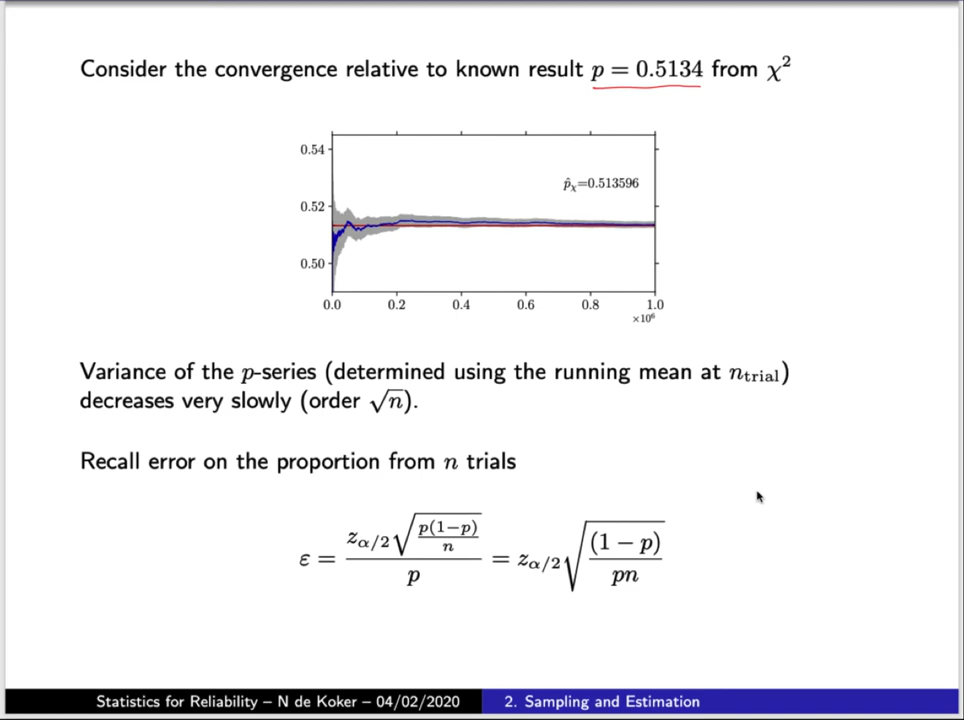 Consider the convergence relative to known result p = 0.5134 from χ²
0.54
p̂χ=0.513596
0.52
0.50
0.0 0.2 0.4 0.6 0.8 1.0
×10⁶
Variance of the p-series (determined using the running mean at n_trial)
decreases very slowly (order √n).
Recall error on the proportion from n trials
ε = z_α/2 √(p(1−p)/n) / p = z_α/2 √((1 − p)/pn)
Statistics for Reliability – N de Koker – 04/02/2020 2. Sampling and Estimation